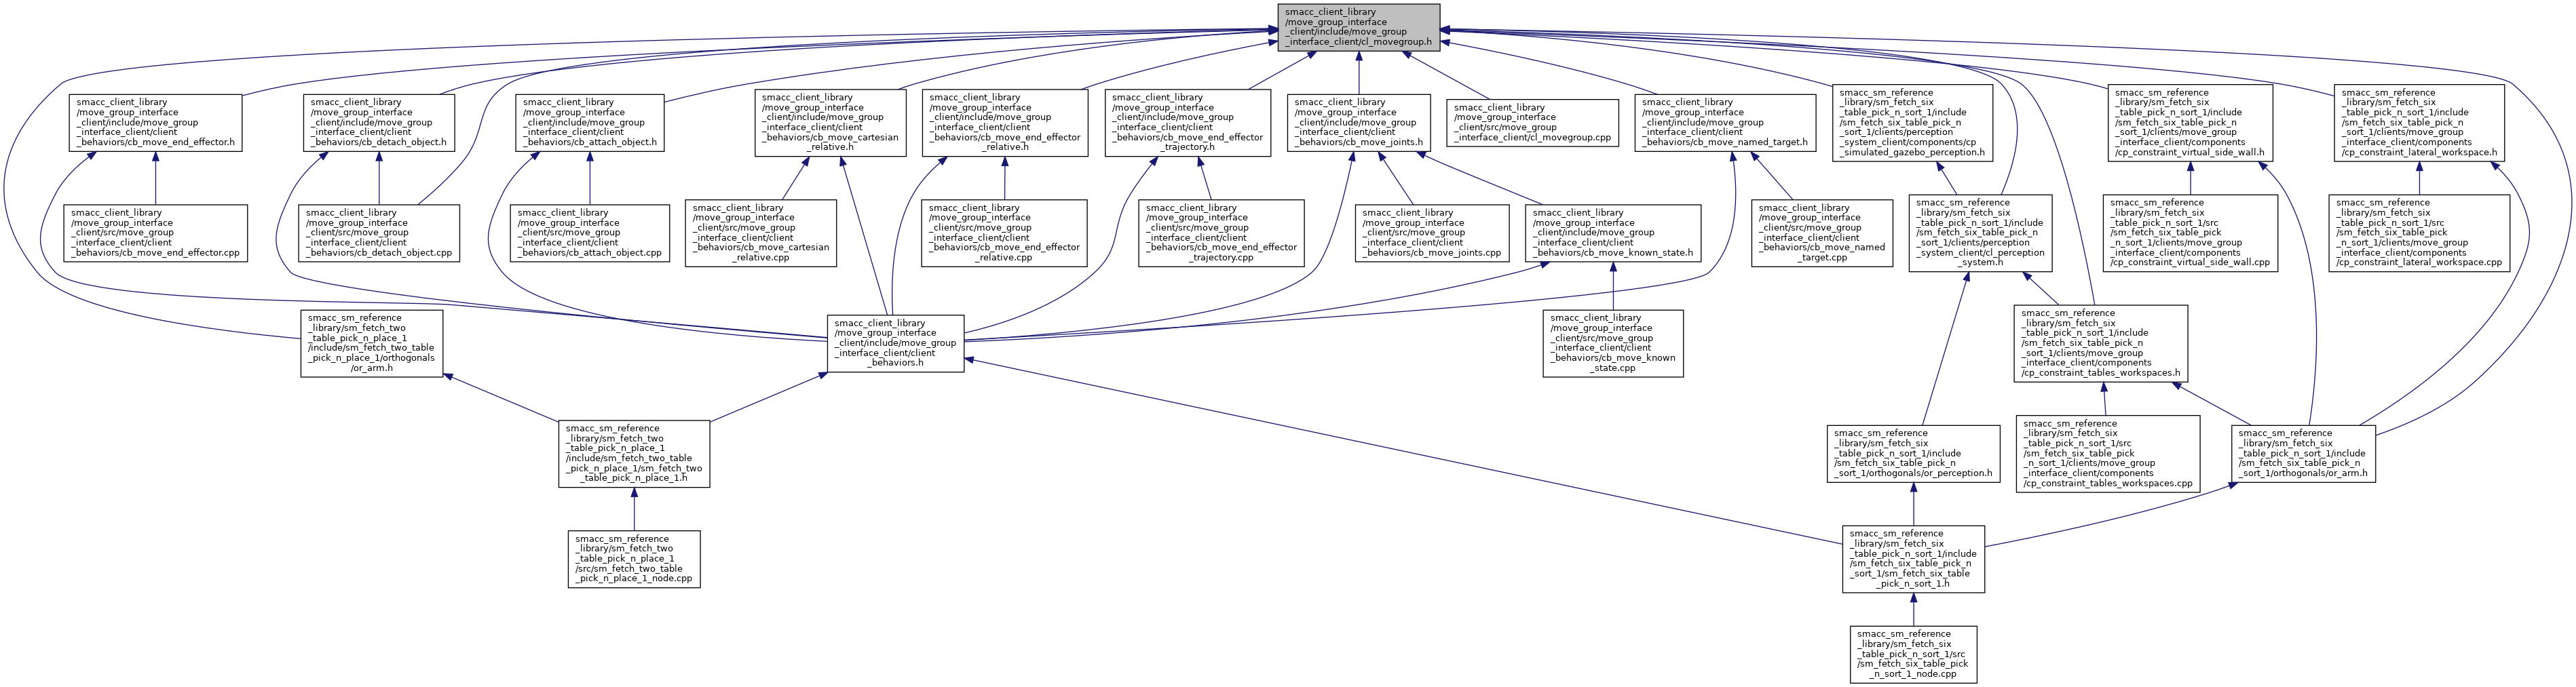 smacc_client_library
/move_group_interface
_client/include/move_group
_interface_client/cl_movegroup.h
smacc_client_library
/move_group_interface
_client/include/move_group
_interface_client/client
_behaviors/cb_move_end_effector.h
smacc_client_library
/move_group_interface
_client/include/move_group
_interface_client/client
_behaviors/cb_detach_object.h
smacc_client_library
/move_group_interface
_client/include/move_group
_interface_client/client
_behaviors/cb_attach_object.h
smacc_client_library
/move_group_interface
_client/include/move_group
_interface_client/client
_behaviors/cb_move_cartesian
_relative.h
smacc_client_library
/move_group_interface
_client/include/move_group
_interface_client/client
_behaviors/cb_move_end_effector
_relative.h
smacc_client_library
/move_group_interface
_client/include/move_group
_interface_client/client
_behaviors/cb_move_end_effector
_trajectory.h
smacc_client_library
/move_group_interface
_client/include/move_group
_interface_client/client
_behaviors/cb_move_joints.h
smacc_client_library
/move_group_interface
_client/src/move_group
_interface_client/cl_movegroup.cpp
smacc_client_library
/move_group_interface
_client/include/move_group
_interface_client/client
_behaviors/cb_move_named_target.h
smacc_sm_reference
_library/sm_fetch_six
_table_pick_n_sort_1/include
/sm_fetch_six_table_pick_n
_sort_1/clients/perception
_system_client/components/cp
_simulated_gazebo_perception.h
smacc_sm_reference
_library/sm_fetch_six
_table_pick_n_sort_1/include
/sm_fetch_six_table_pick_n
_sort_1/clients/move_group
_interface_client/components
/cp_constraint_virtual_side_wall.h
smacc_sm_reference
_library/sm_fetch_six
_table_pick_n_sort_1/include
/sm_fetch_six_table_pick_n
_sort_1/clients/move_group
_interface_client/components
/cp_constraint_lateral_workspace.h
smacc_client_library
/move_group_interface
_client/src/move_group
_interface_client/client
_behaviors/cb_move_end_effector.cpp
smacc_client_library
/move_group_interface
_client/src/move_group
_interface_client/client
_behaviors/cb_detach_object.cpp
smacc_client_library
/move_group_interface
_client/src/move_group
_interface_client/client
_behaviors/cb_attach_object.cpp
smacc_client_library
/move_group_interface
_client/src/move_group
_interface_client/client
_behaviors/cb_move_cartesian
_relative.cpp
smacc_client_library
/move_group_interface
_client/src/move_group
_interface_client/client
_behaviors/cb_move_end_effector
_relative.cpp
smacc_client_library
/move_group_interface
_client/src/move_group
_interface_client/client
_behaviors/cb_move_end_effector
_trajectory.cpp
smacc_client_library
/move_group_interface
_client/src/move_group
_interface_client/client
_behaviors/cb_move_joints.cpp
smacc_client_library
/move_group_interface
_client/include/move_group
_interface_client/client
_behaviors/cb_move_known_state.h
smacc_client_library
/move_group_interface
_client/src/move_group
_interface_client/client
_behaviors/cb_move_named
_target.cpp
smacc_sm_reference
_library/sm_fetch_six
_table_pick_n_sort_1/include
/sm_fetch_six_table_pick_n
_sort_1/clients/perception
_system_client/cl_perception
_system.h
smacc_sm_reference
_library/sm_fetch_six
_table_pick_n_sort_1/src
/sm_fetch_six_table_pick
_n_sort_1/clients/move_group
_interface_client/components
/cp_constraint_virtual_side_wall.cpp
smacc_sm_reference
_library/sm_fetch_six
_table_pick_n_sort_1/src
/sm_fetch_six_table_pick
_n_sort_1/clients/move_group
_interface_client/components
/cp_constraint_lateral_workspace.cpp
smacc_sm_reference
_library/sm_fetch_two
_table_pick_n_place_1
/include/sm_fetch_two_table
_pick_n_place_1/orthogonals
/or_arm.h
smacc_client_library
/move_group_interface
_client/include/move_group
_interface_client/client
_behaviors.h
smacc_client_library
/move_group_interface
_client/src/move_group
_interface_client/client
_behaviors/cb_move_known
_state.cpp
smacc_sm_reference
_library/sm_fetch_six
_table_pick_n_sort_1/include
/sm_fetch_six_table_pick_n
_sort_1/clients/move_group
_interface_client/components
/cp_constraint_tables_workspaces.h
smacc_sm_reference
_library/sm_fetch_two
_table_pick_n_place_1
/include/sm_fetch_two_table
_pick_n_place_1/sm_fetch_two
_table_pick_n_place_1.h
smacc_sm_reference
_library/sm_fetch_six
_table_pick_n_sort_1/include
/sm_fetch_six_table_pick_n
_sort_1/orthogonals/or_perception.h
smacc_sm_reference
_library/sm_fetch_six
_table_pick_n_sort_1/src
/sm_fetch_six_table_pick
_n_sort_1/clients/move_group
_interface_client/components
/cp_constraint_tables_workspaces.cpp
smacc_sm_reference
_library/sm_fetch_six
_table_pick_n_sort_1/include
/sm_fetch_six_table_pick_n
_sort_1/orthogonals/or_arm.h
smacc_sm_reference
_library/sm_fetch_two
_table_pick_n_place_1
/src/sm_fetch_two_table
_pick_n_place_1_node.cpp
smacc_sm_reference
_library/sm_fetch_six
_table_pick_n_sort_1/include
/sm_fetch_six_table_pick_n
_sort_1/sm_fetch_six_table
_pick_n_sort_1.h
smacc_sm_reference
_library/sm_fetch_six
_table_pick_n_sort_1/src
/sm_fetch_six_table_pick
_n_sort_1_node.cpp